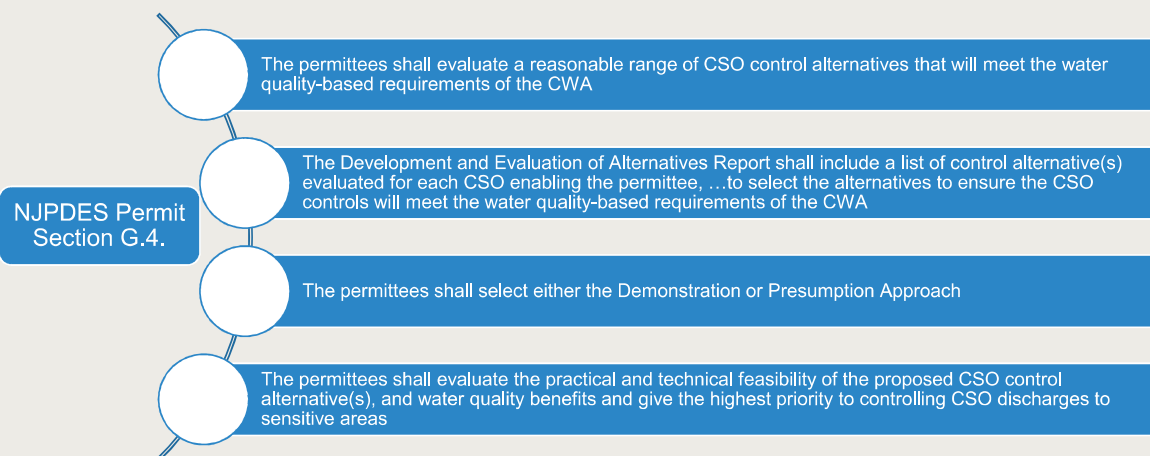 The permittees shall evaluate a reasonable range of CSO control alternatives that will meet the water
quality-based requirements of the CWA
The Development and Evaluation of Alternatives Report shall include a list of control alternative(s)
evaluated for each CSO enabling the permittee, …to select the alternatives to ensure the CSO
controls will meet the water quality-based requirements of the CWA
NJPDES Permit
Section G.4.
The permittees shall select either the Demonstration or Presumption Approach
The permittees shall evaluate the practical and technical feasibility of the proposed CSO control
alternative(s), and water quality benefits and give the highest priority to controlling CSO discharges to
sensitive areas